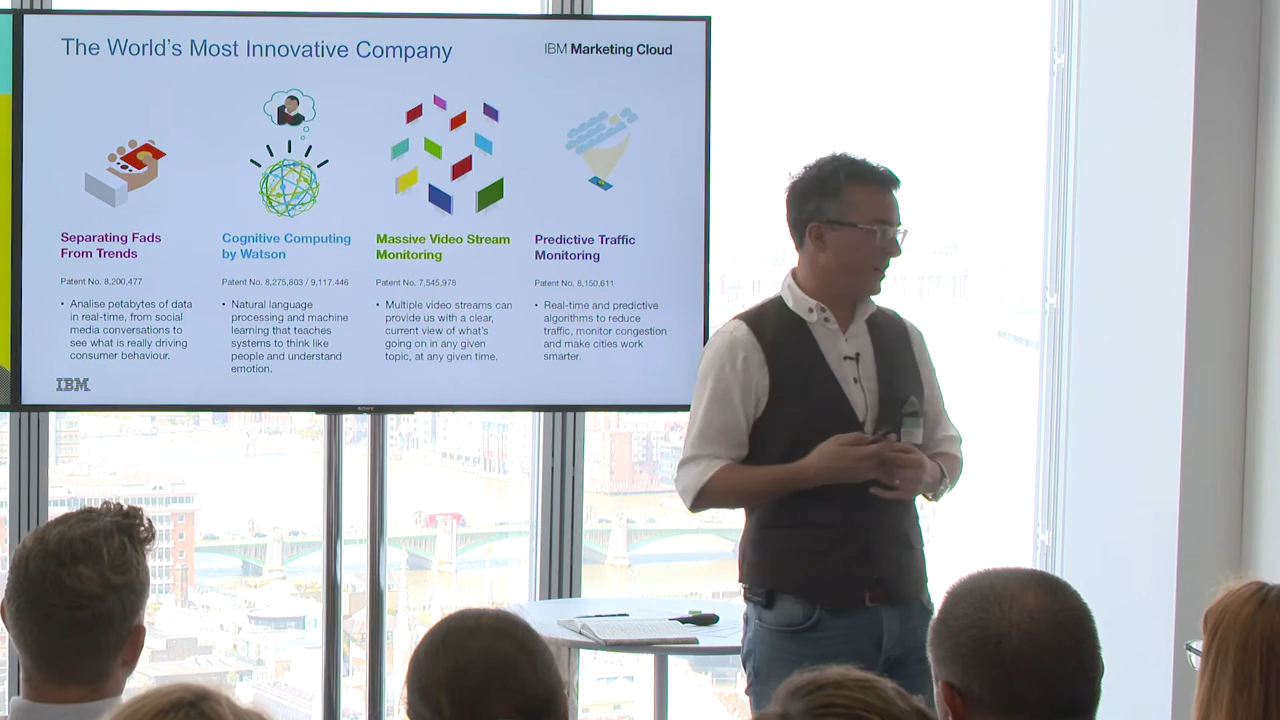 The World's Most Innovative Company
IBM Marketing Cloud
Separating Fads
From Trends
Patent No. 8,200,477
• Analise petabytes of data
in real-time, from social
media conversations to
see what is really driving
consumer behaviour.
Cognitive Computing
by Watson
Patent No. 8,275,803 / 9,117.446
• Natural language
processing and machine
learning that teaches
systems to think like
people and understand
emotion.
Massive Video Stream
Monitoring
Patent No. 7,545,978
• Multiple video streams can
provide us with a clear,
current view of what's
going on in any given
topic, at any given time.
Predictive Traffic
Monitoring
Patent No. 8,150,611
• Real-time and predictive
algorithms to reduce
traffic, monitor congestion
and make cities work
smarter.
IBM
SONY